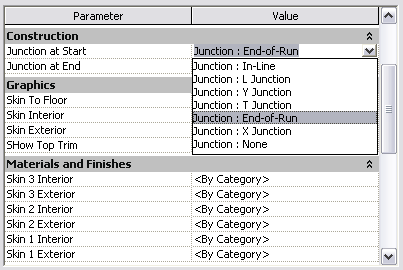 Parameter Value
Construction
Junction at Start Junction : End-of-Run
Junction at End Junction : In-Line
Junction : L Junction
Graphics Junction : Y Junction
Skin To Floor Junction : T Junction
Skin Interior Junction : End-of-Run
Skin Exterior Junction : X Junction
SHow Top Trim Junction : None
Materials and Finishes
Skin 3 Interior <By Category>
Skin 3 Exterior <By Category>
Skin 2 Interior <By Category>
Skin 2 Exterior <By Category>
Skin 1 Interior <By Category>
Skin 1 Exterior <By Category>